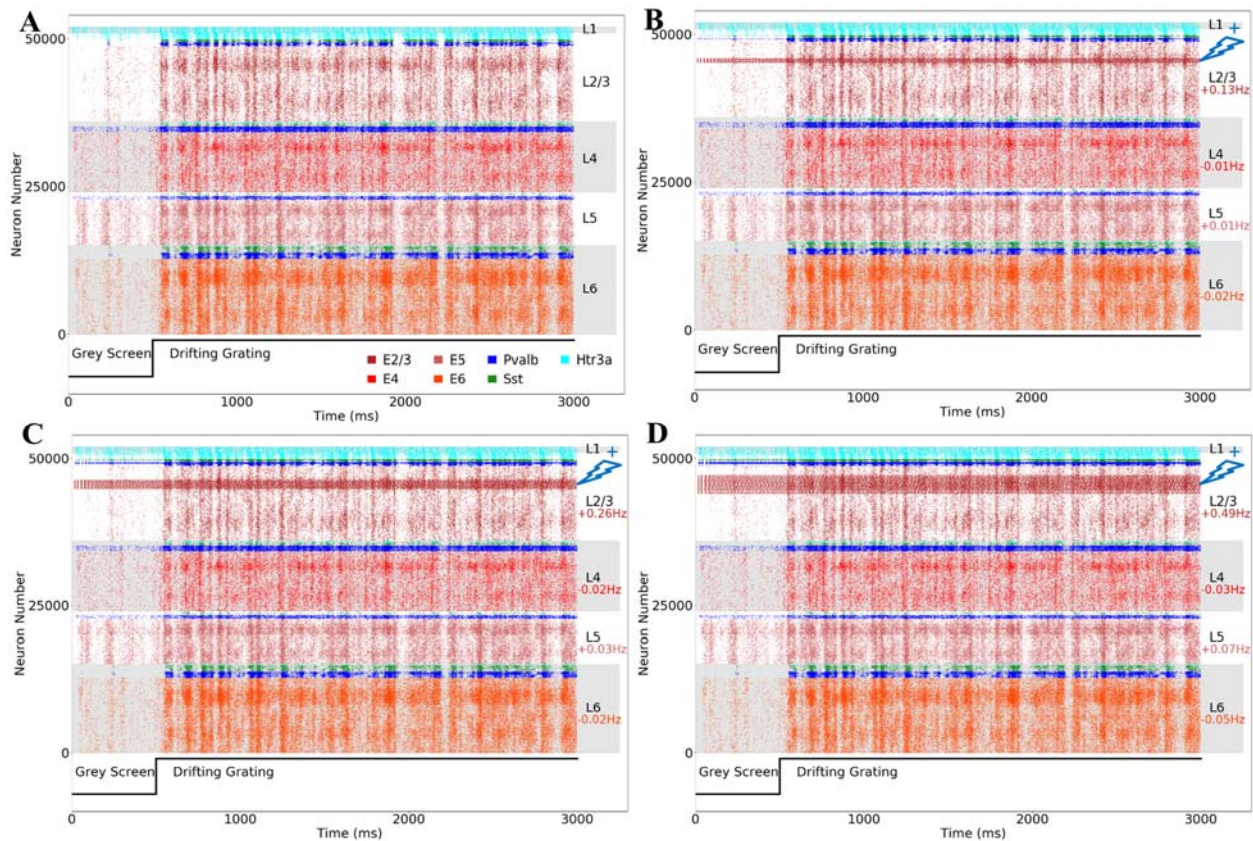 A
50000
25000
0
Neuron Number
L1
L2/3
L4
L5
L6
Grey Screen
Drifting Grating
E2/3
E5
Pvalb
Htr3a
E4
E6
Sst
0
1000
2000
3000
Time (ms)
B
50000
25000
0
Neuron Number
L1
+
L2/3
+0.13Hz
L4
-0.01Hz
L5
+0.01Hz
L6
-0.02Hz
Grey Screen
Drifting Grating
0
1000
2000
3000
Time (ms)
C
50000
25000
0
Neuron Number
L1
+
L2/3
+0.26Hz
L4
-0.02Hz
L5
+0.03Hz
L6
-0.02Hz
Grey Screen
Drifting Grating
0
1000
2000
3000
Time (ms)
D
50000
25000
0
Neuron Number
L1
+
L2/3
+0.49Hz
L4
-0.03Hz
L5
+0.07Hz
L6
-0.05Hz
Grey Screen
Drifting Grating
0
1000
2000
3000
Time (ms)